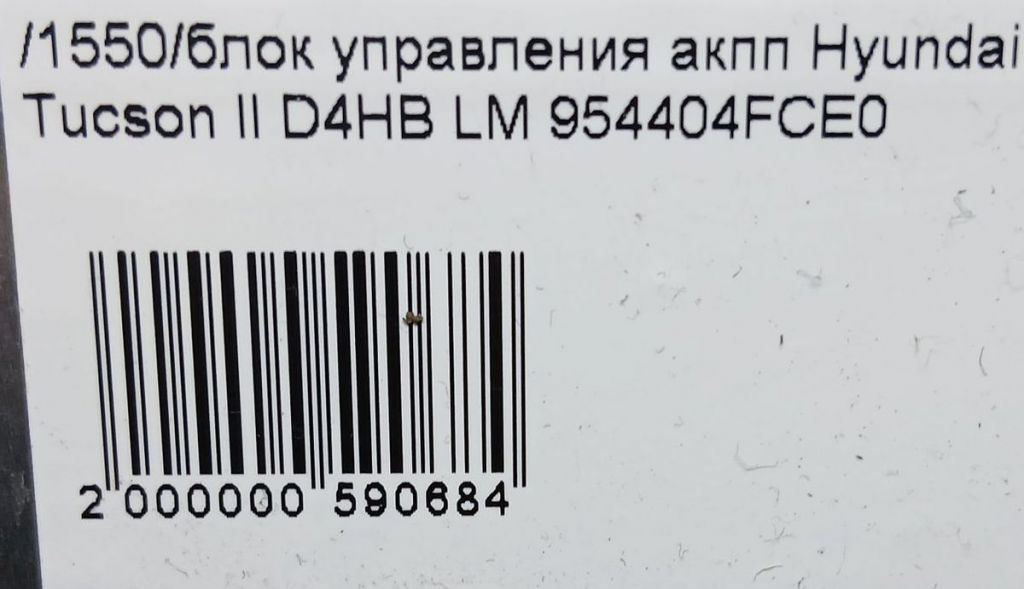 /1550/блок управления акпп Hyundai
Tucson II D4HB LM 954404FCE0
2 000000 590684